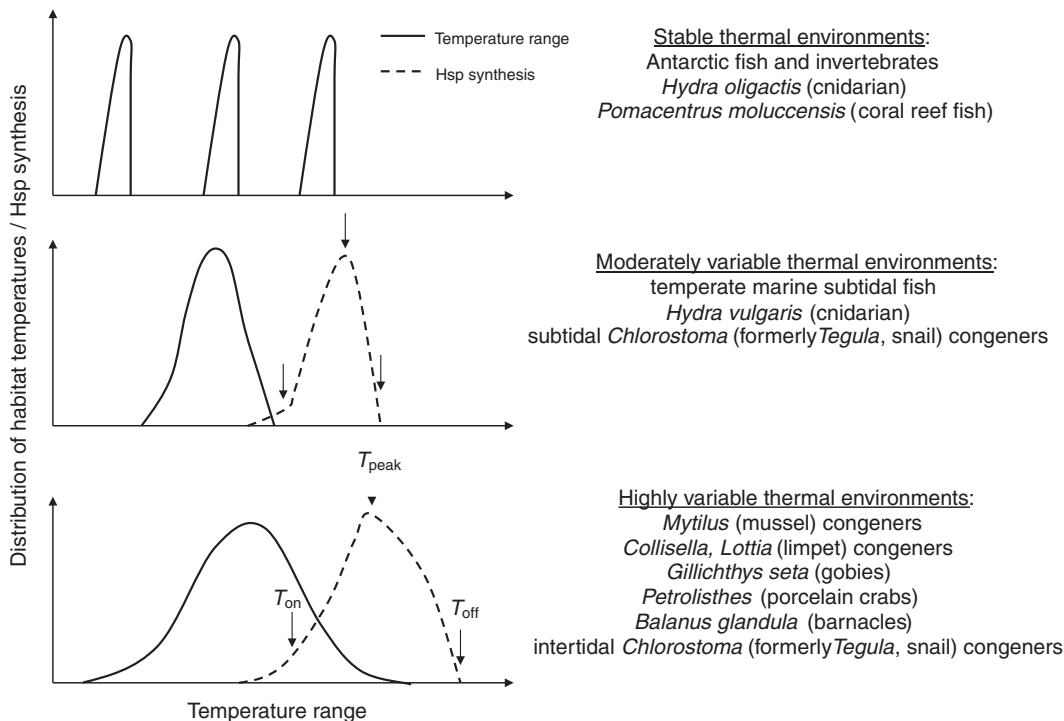 Distribution of habitat temperatures / Hsp synthesis
Temperature range
Hsp synthesis
Stable thermal environments:
Antarctic fish and invertebrates
Hydra oligactis (cnidarian)
Pomacentrus moluccensis (coral reef fish)
Moderately variable thermal environments:
temperate marine subtidal fish
Hydra vulgaris (cnidarian)
subtidal Chlorostoma (formerlyTegula, snail) congeners
Tpeak
Ton
Toff
Highly variable thermal environments:
Mytilus (mussel) congeners
Collisella, Lottia (limpet) congeners
Gillichthys seta (gobies)
Petrolisthes (porcelain crabs)
Balanus glandula (barnacles)
intertidal Chlorostoma (formerlyTegula, snail) congeners
Temperature range